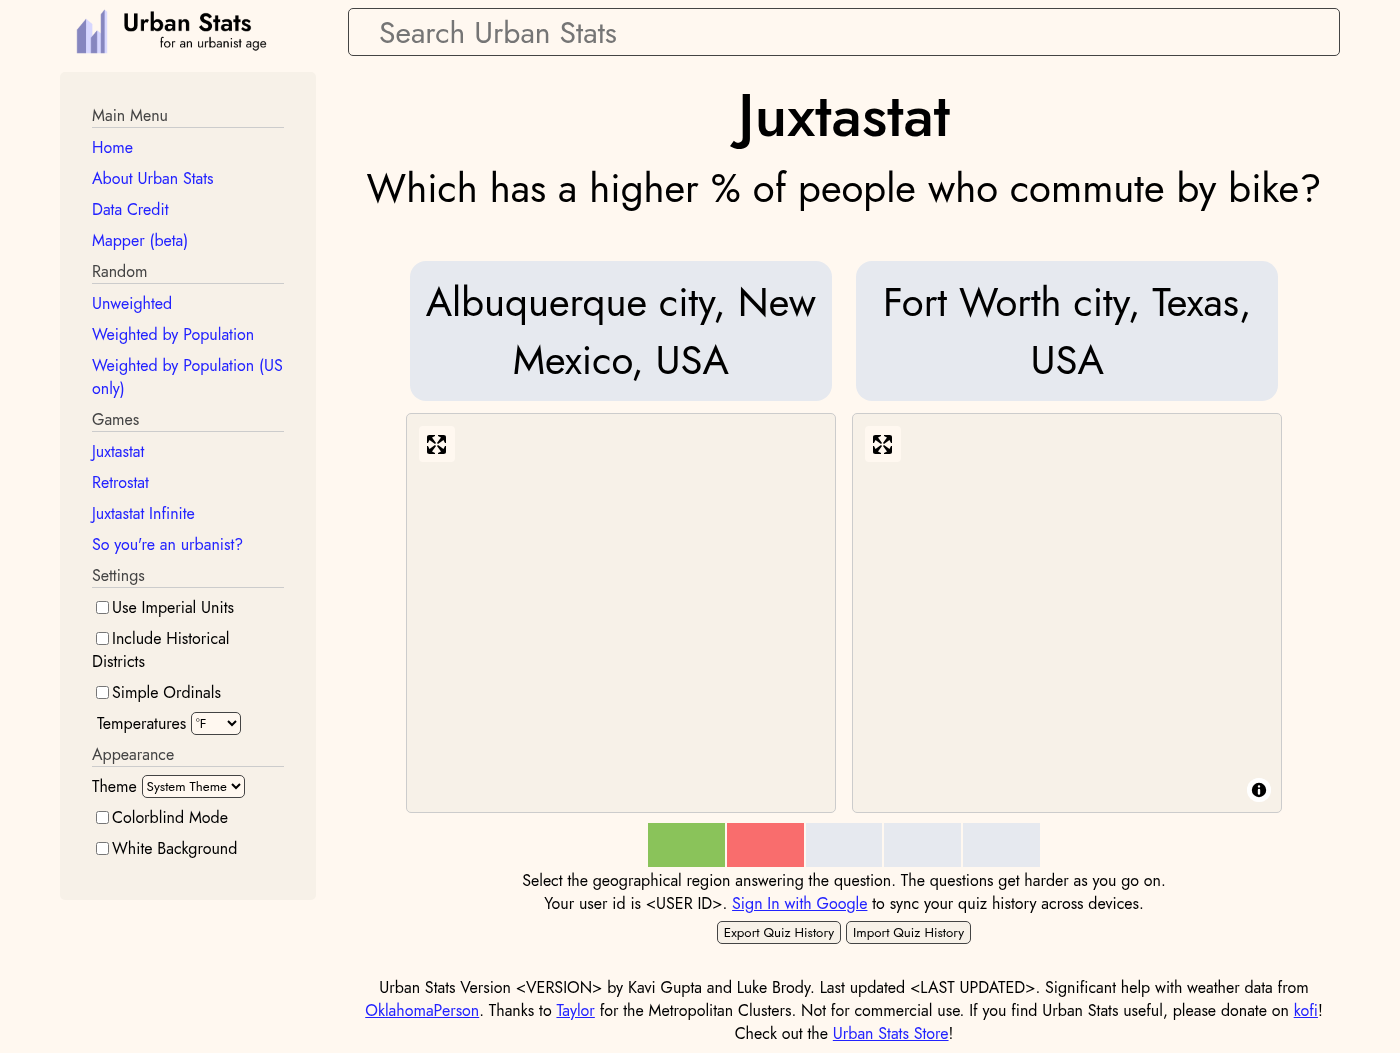 Urban Stats
for an urbanist age
Search Urban Stats
Main Menu
Home
About Urban Stats
Data Credit
Mapper (beta)
Random
Unweighted
Weighted by Population
Weighted by Population (US
only)
Games
Juxtastat
Retrostat
Juxtastat Infinite
So you're an urbanist?
Settings
Use Imperial Units
Include Historical
Districts
Simple Ordinals
Temperatures °F
Appearance
Theme System Theme
Colorblind Mode
White Background
Juxtastat
Which has a higher % of people who commute by bike?
Albuquerque city, New
Mexico, USA
Fort Worth city, Texas,
USA
Select the geographical region answering the question. The questions get harder as you go on.
Your user id is <USER ID>. Sign In with Google to sync your quiz history across devices.
Export Quiz History Import Quiz History
Urban Stats Version <VERSION> by Kavi Gupta and Luke Brody. Last updated <LAST UPDATED>. Significant help with weather data from
OklahomaPerson. Thanks to Taylor for the Metropolitan Clusters. Not for commercial use. If you find Urban Stats useful, please donate on kofi!
Check out the Urban Stats Store!